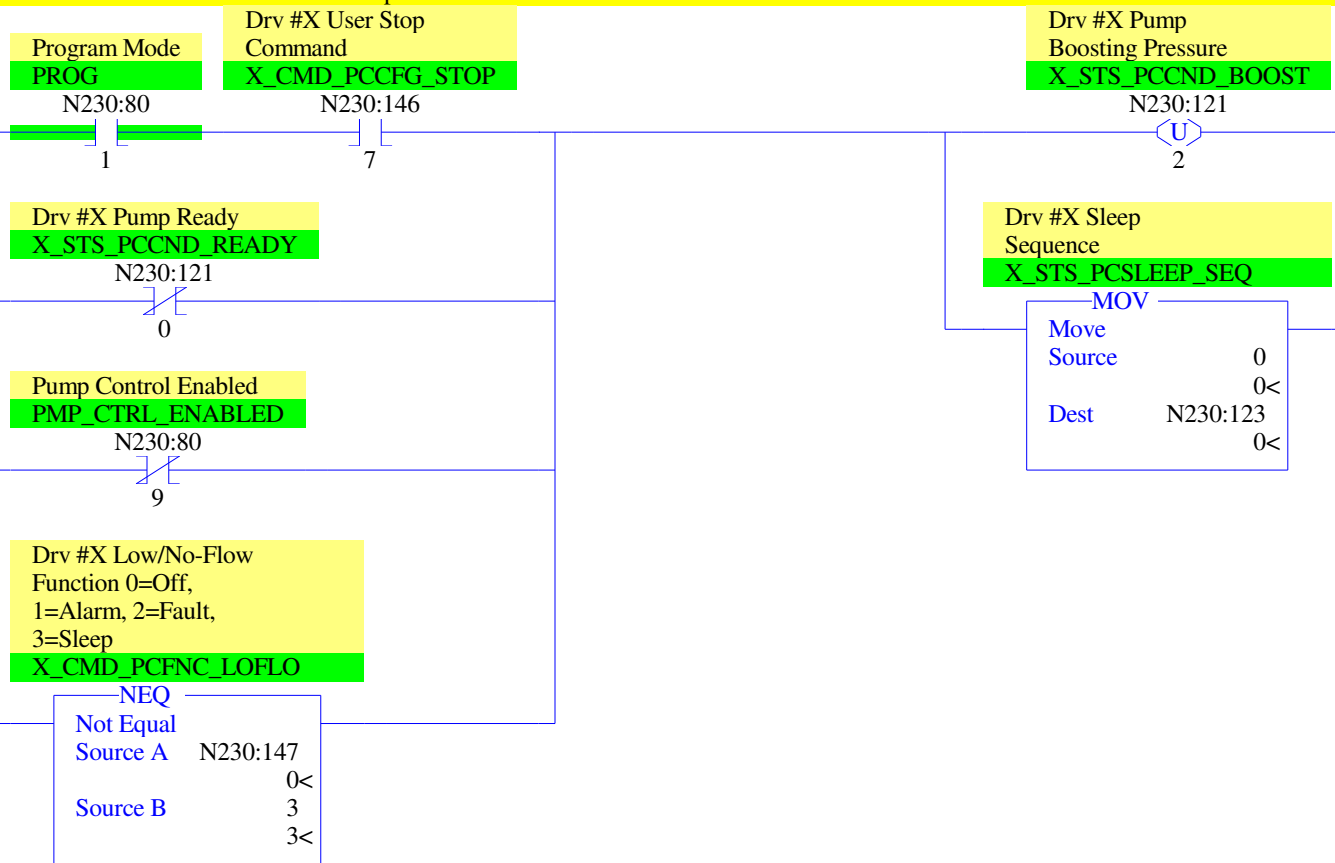 Drv #X User Stop
Command
X_CMD_PCCFG_STOP
N230:146
7
Program Mode
PROG
N230:80
1
Drv #X Pump
Boosting Pressure
X_STS_PCCND_BOOST
N230:121
U
2
Drv #X Pump Ready
X_STS_PCCND_READY
N230:121
0
Drv #X Sleep
Sequence
X_STS_PCSLEEP_SEQ
MOV
Move
Source 0
0<
Dest N230:123
0<
Pump Control Enabled
PMP_CTRL_ENABLED
N230:80
9
Drv #X Low/No-Flow
Function 0=Off,
1=Alarm, 2=Fault,
3=Sleep
X_CMD_PCFNC_LOFLO
NEQ
Not Equal
Source A N230:147
0<
Source B 3
3<